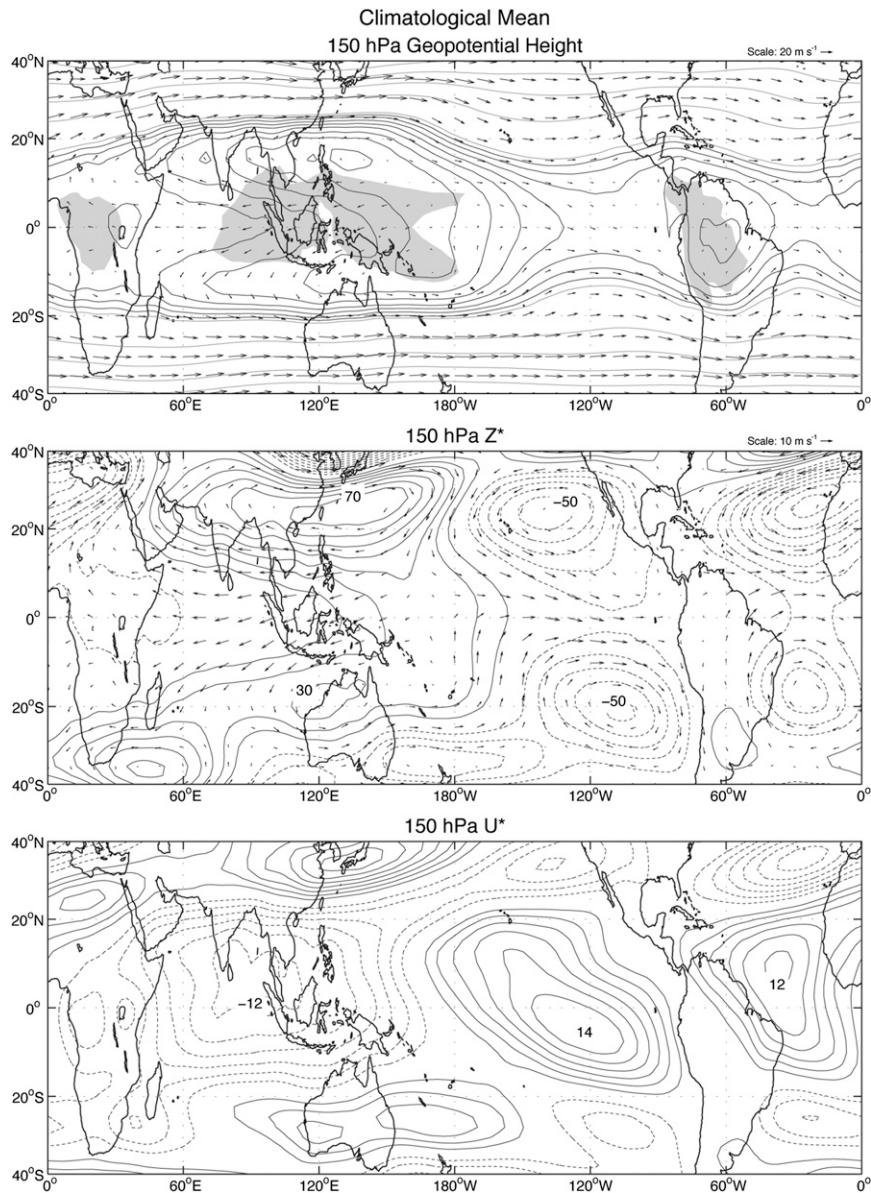 Climatological Mean
150 hPa Geopotential Height
Scale: 20 m s⁻¹
40°N
20°N
0°
20°S
40°S
0° 60°E 120°E 180°W 120°W 60°W 0°
150 hPa Z*
Scale: 10 m s⁻¹
40°N
20°N
0°
20°S
40°S
70
−50
30
−50
0° 60°E 120°E 180°W 120°W 60°W 0°
150 hPa U*
40°N
20°N
0°
20°S
40°S
−12
14
12
0° 60°E 120°E 180°W 120°W 60°W 0°